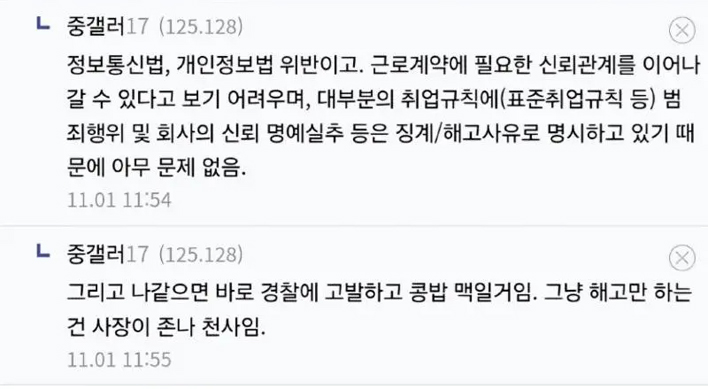 중갤러17 (125.128)
정보통신법, 개인정보법 위반이고. 근로계약에 필요한 신뢰관계를 이어나
갈 수 있다고 보기 어려우며, 대부분의 취업규칙에(표준취업규칙 등) 범
죄행위 및 회사의 신뢰 명예실추 등은 징계/해고사유로 명시하고 있기 때
문에 아무 문제 없음.
11.01 11:54
중갤러17 (125.128)
그리고 나같으면 바로 경찰에 고발하고 콩밥 맥일거임. 그냥 해고만 하는
건 사장이 존나 천사임.
11.01 11:55